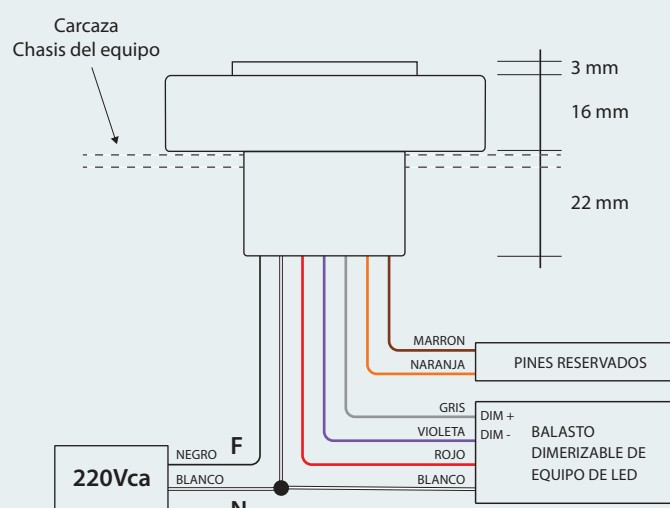 Carcaza
Chasis del equipo
3 mm
16 mm
22 mm
MARRON
NARANJA
PINES RESERVADOS
GRIS
VIOLETA
ROJO
BLANCO
DIM +
DIM -
BALASTO
DIMERIZABLE DE
EQUIPO DE LED
220Vca
NEGRO
F
BLANCO
N